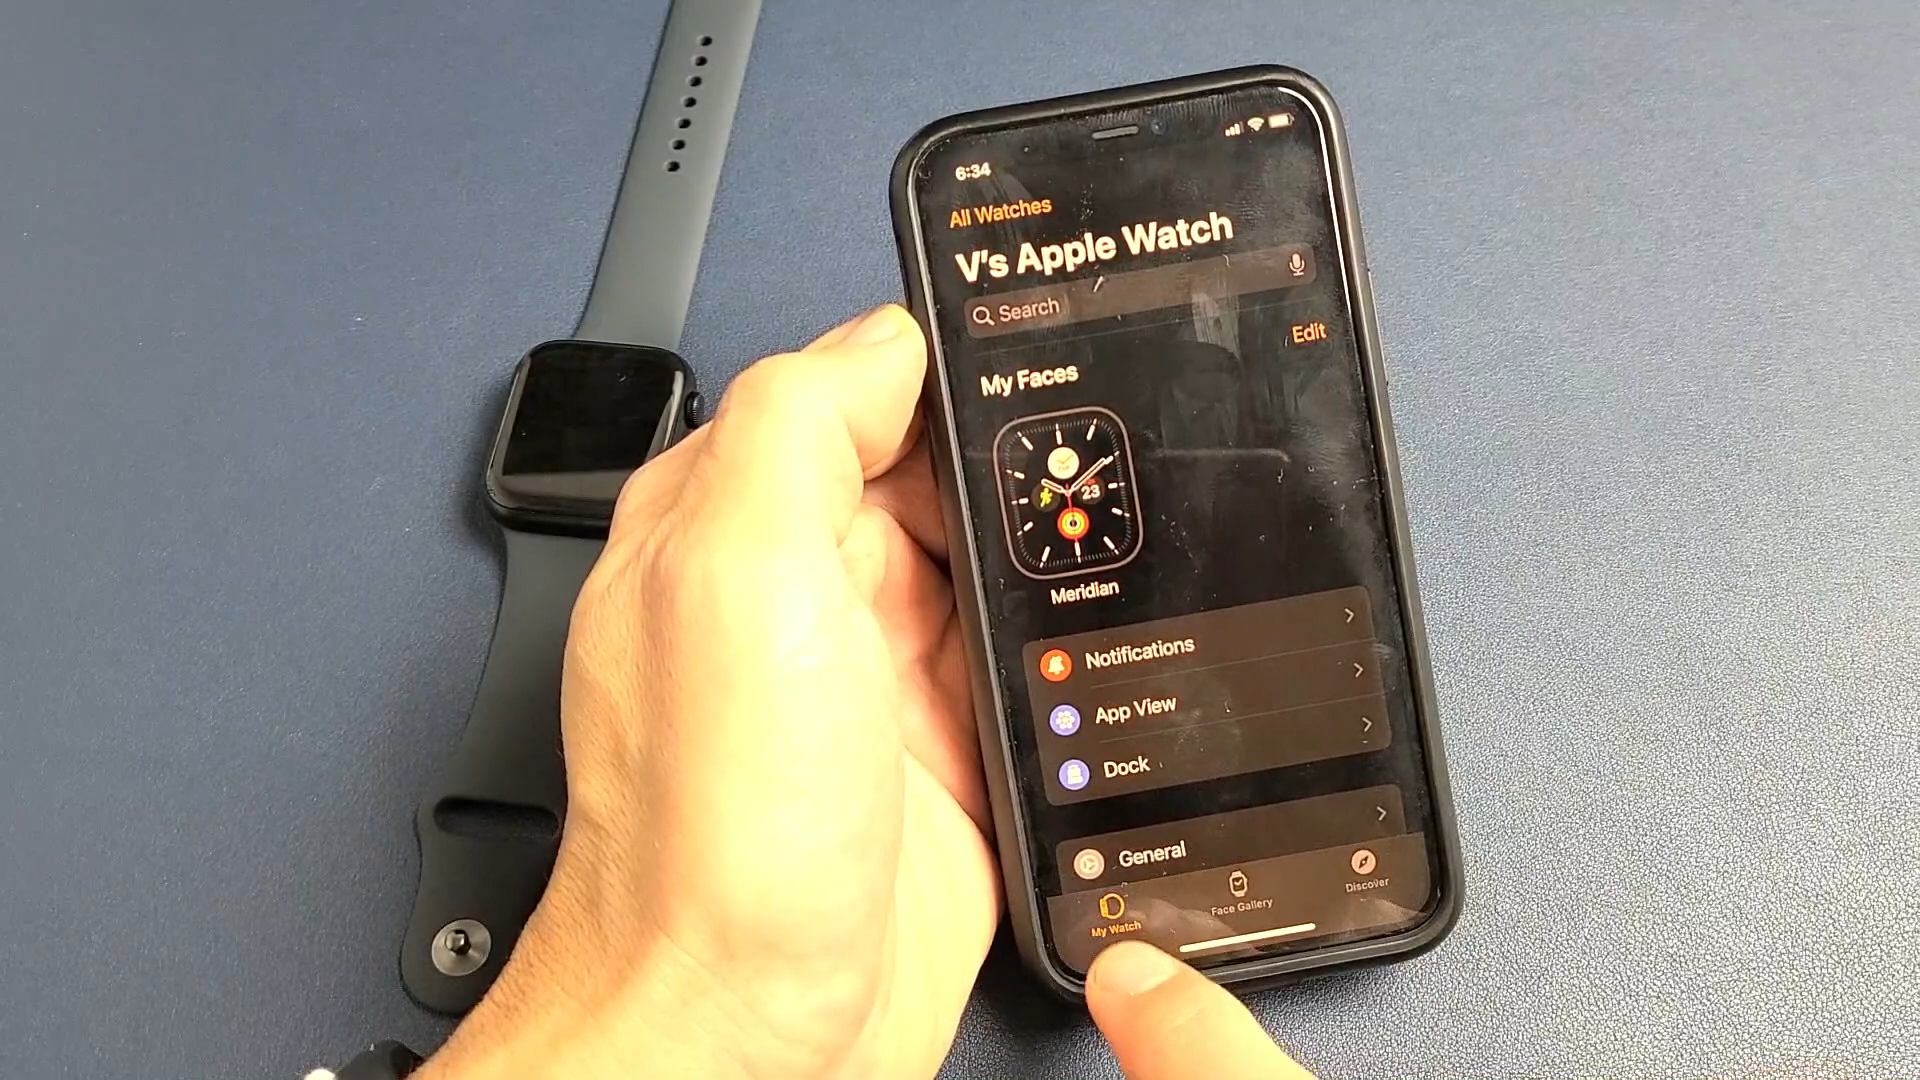 6:34
All Watches
V's Apple Watch
Search
Edit
My Faces
23
Meridian
Notifications
App View
Dock
General
My Watch
Face Gallery
Discover